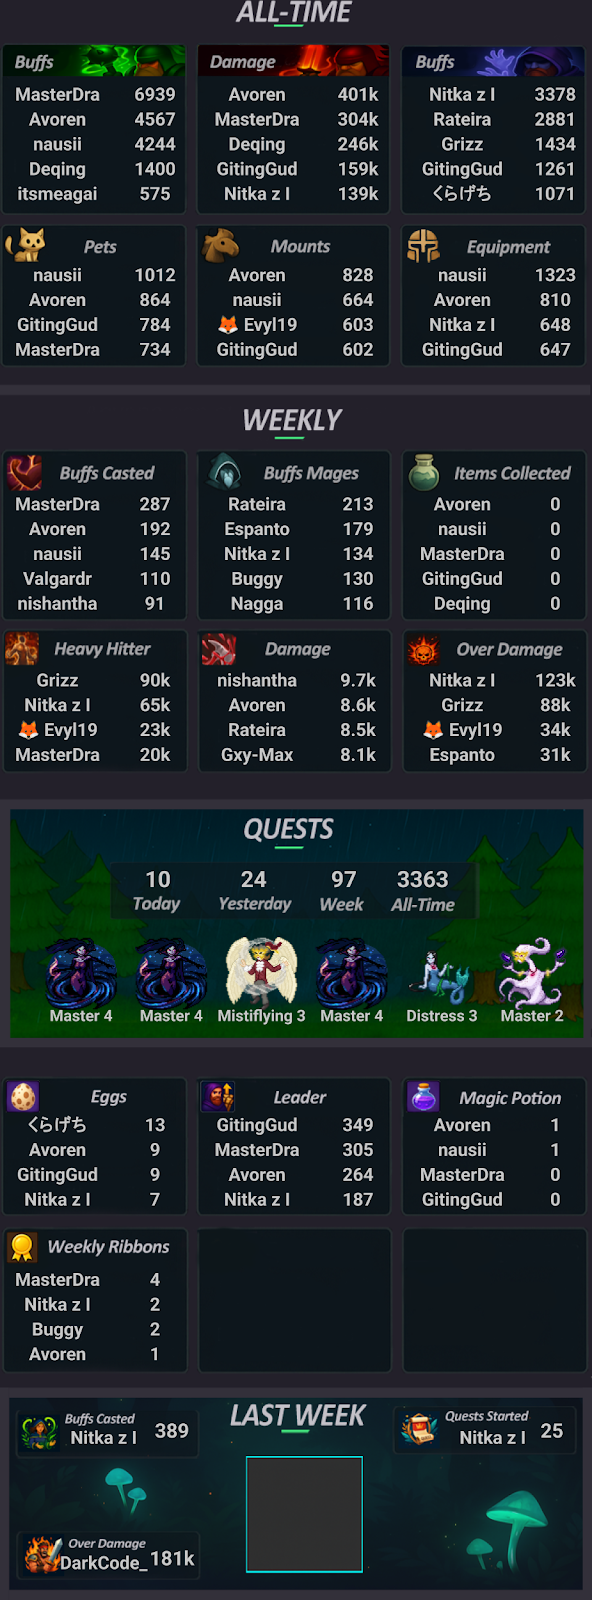 ALL-TIME
Buffs
MasterDra 6939
Avoren 4567
nausii 4244
Deqing 1400
itsmeagai 575
Damage
Avoren 401k
MasterDra 304k
Deqing 246k
GitingGud 159k
Nitka z l 139k
Buffs
Nitka z l 3378
Rateira 2881
Grizz 1434
GitingGud 1261
くらげち 1071
Pets
nausii 1012
Avoren 864
GitingGud 784
MasterDra 734
Mounts
Avoren 828
nausii 664
🦊 Evyl19 603
GitingGud 602
Equipment
nausii 1323
Avoren 810
Nitka z l 648
GitingGud 647
WEEKLY
Buffs Casted
MasterDra 287
Avoren 192
nausii 145
Valgardr 110
nishantha 91
Buffs Mages
Rateira 213
Espanto 179
Nitka z l 134
Buggy 130
Nagga 116
Items Collected
Avoren 0
nausii 0
MasterDra 0
GitingGud 0
Deqing 0
Heavy Hitter
Grizz 90k
Nitka z l 65k
🦊 Evyl19 23k
MasterDra 20k
Damage
nishantha 9.7k
Avoren 8.6k
Rateira 8.5k
Gxy-Max 8.1k
Over Damage
Nitka z l 123k
Grizz 88k
🦊 Evyl19 34k
Espanto 31k
QUESTS
10 24 97 3363
Today Yesterday Week All-Time
Master 4 Master 4 Mistiflying 3 Master 4 Distress 3 Master 2
Eggs
くらげち 13
Avoren 9
GitingGud 9
Nitka z l 7
Leader
GitingGud 349
MasterDra 305
Avoren 264
Nitka z l 187
Magic Potion
Avoren 1
nausii 1
MasterDra 0
GitingGud 0
Weekly Ribbons
MasterDra 4
Nitka z l 2
Buggy 2
Avoren 1
LAST WEEK
Buffs Casted
Nitka z l 389
Quests Started
Nitka z l 25
Over Damage
DarkCode_ 181k